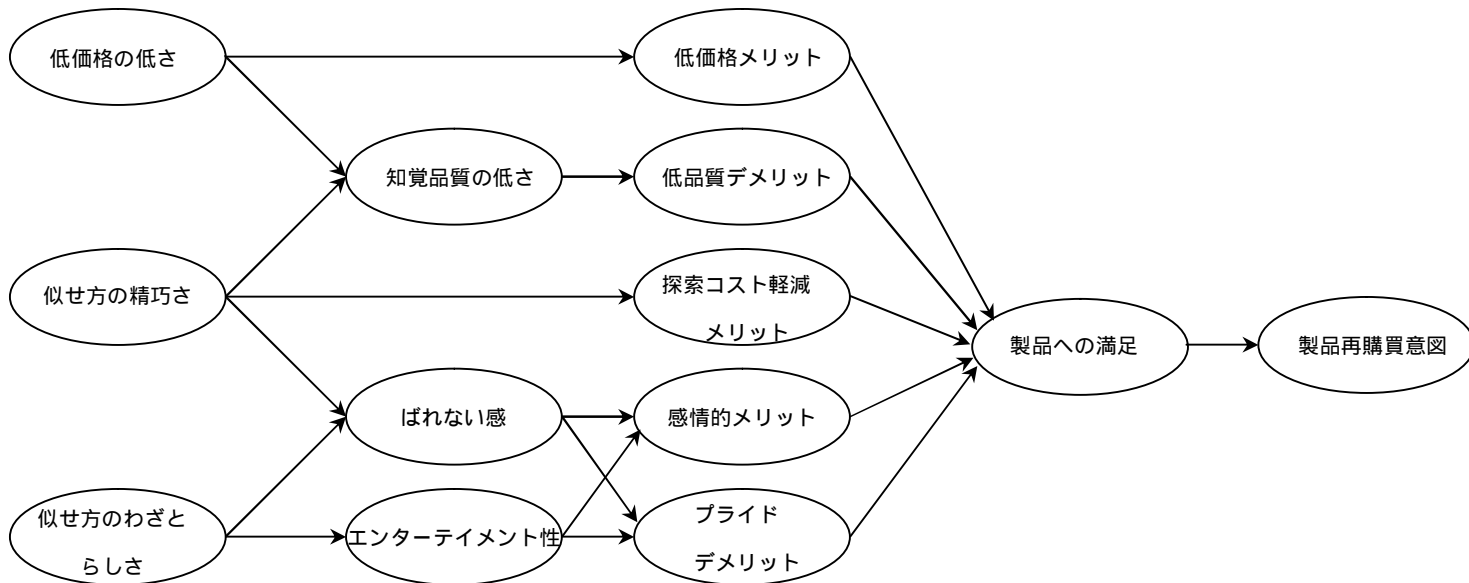 低価格の低さ
低価格メリット
知覚品質の低さ
低品質デメリット
似せ方の精巧さ
探索コスト軽減
メリット
製品への満足
製品再購買意図
ばれない感
感情的メリット
似せ方のわざと
らしさ
エンターテイメント性
プライド
デメリット